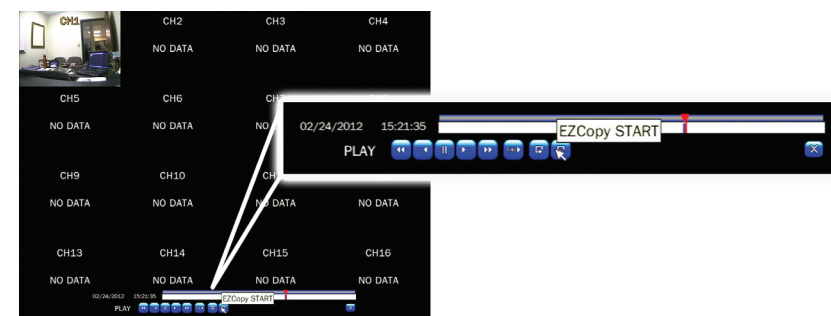 CH1 CH2 CH3 CH4
NO DATA NO DATA NO DATA
CH5 CH6
NO DATA NO DATA
02/24/2012 15:21:35 EZCopy START
PLAY
CH9 CH10
NO DATA NO DATA NO DATA NO DATA
CH13 CH14 CH15 CH16
NO DATA NO DATA NO DATA NO DATA
02/24/2012 15:21:35 EZCopy START
PLAY